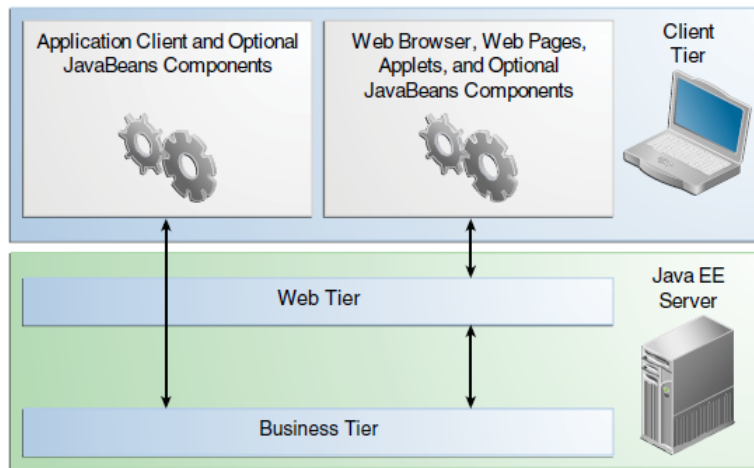 Application Client and Optional
JavaBeans Components
Web Browser, Web Pages,
Applets, and Optional
JavaBeans Components
Client
Tier
Web Tier
Java EE
Server
Business Tier